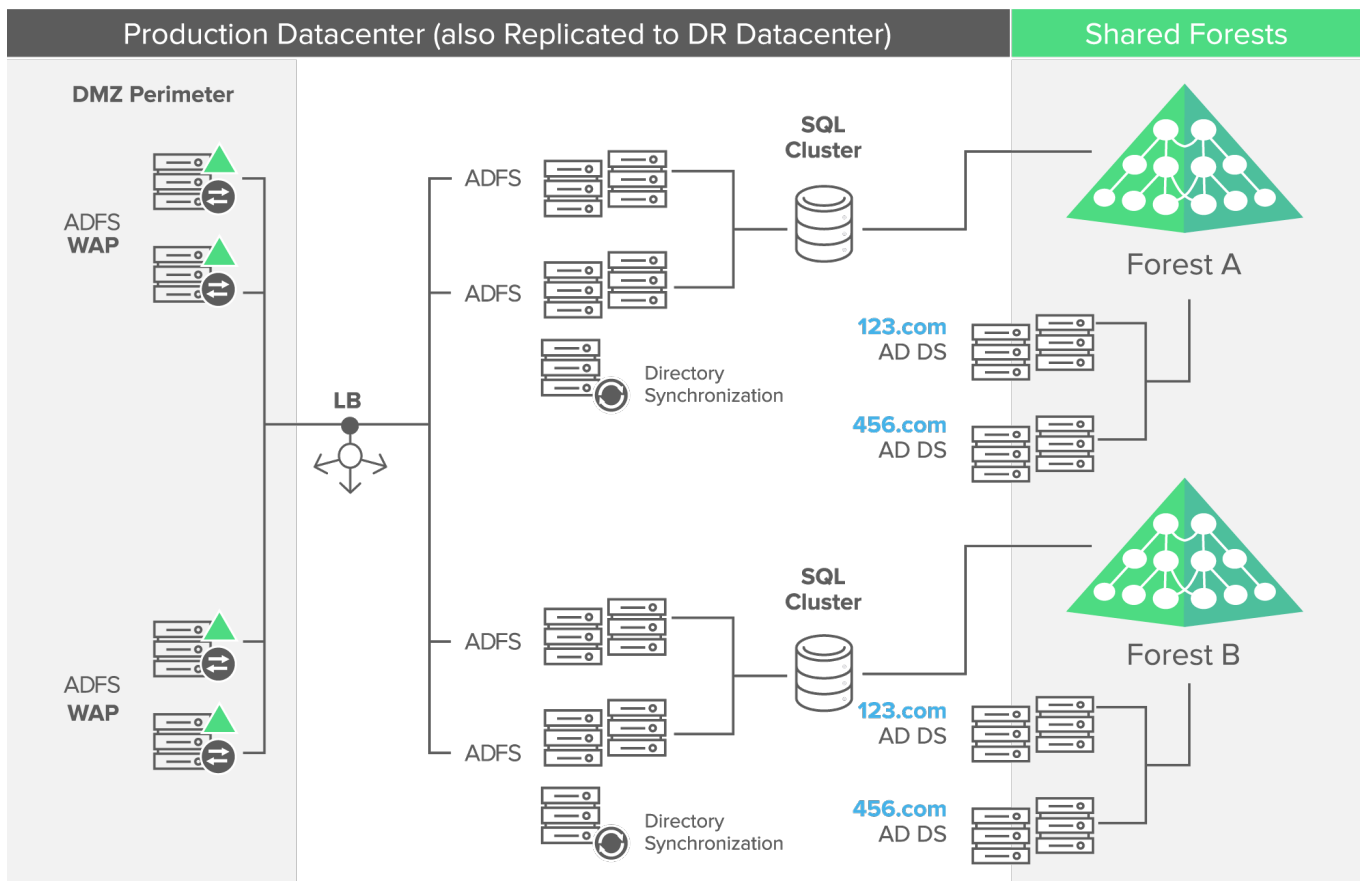 Production Datacenter (also Replicated to DR Datacenter)
Shared Forests
DMZ Perimeter
ADFS
WAP
LB
ADFS
ADFS
SQL
Cluster
Directory
Synchronization
Forest A
123.com
AD DS
456.com
AD DS
ADFS
WAP
ADFS
ADFS
SQL
Cluster
Directory
Synchronization
Forest B
123.com
AD DS
456.com
AD DS